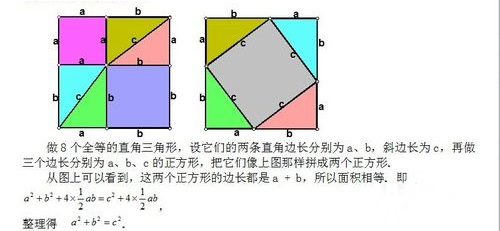 a b b a
a c a a b
a c b
b a b c
b c b b c a
c a
a b a b
做 8 个全等的直角三角形，设它们的两条直角边长分别为 a、b，斜边长为 c，再做
三个边长分别为 a、b、c 的正方形，把它们像上图那样拼成两个正方形.
从图上可以看到，这两个正方形的边长都是 a + b，所以面积相等. 即
a² + b² + 4×\frac{1}{2}ab = c² + 4×\frac{1}{2}ab，
整理得 a² + b² = c².